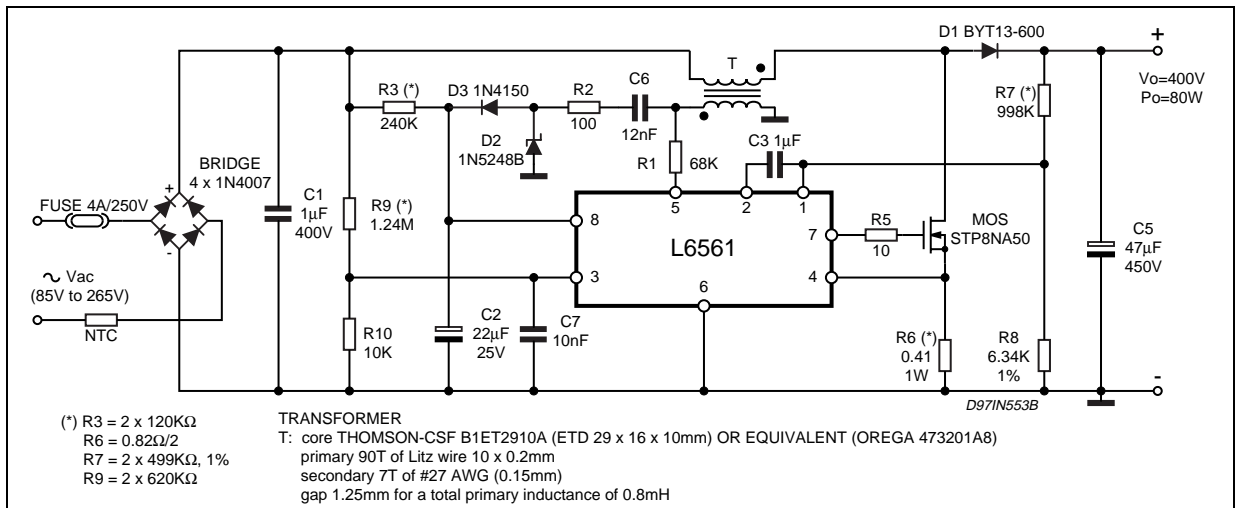 D1 BYT13-600
+
Vo=400V
Po=80W
T
R3 (*)
240K
D3 1N4150
R2
100
C6
12nF
R7 (*)
998K
D2
1N5248B
C3 1µF
R1
68K
BRIDGE
4 x 1N4007
+
-
FUSE 4A/250V
C1
1µF
400V
R9 (*)
1.24M
5
2
1
8
3
L6561
7
4
6
R5
10
MOS
STP8NA50
C5
47µF
450V
~ Vac
(85V to 265V)
NTC
R10
10K
C2
22µF
25V
C7
10nF
R6 (*)
0.41
1W
R8
6.34K
1%
-
D97IN553B
(*) R3 = 2 x 120KΩ
R6 = 0.82Ω/2
R7 = 2 x 499KΩ, 1%
R9 = 2 x 620KΩ
TRANSFORMER
T: core THOMSON-CSF B1ET2910A (ETD 29 x 16 x 10mm) OR EQUIVALENT (OREGA 473201A8)
primary 90T of Litz wire 10 x 0.2mm
secondary 7T of #27 AWG (0.15mm)
gap 1.25mm for a total primary inductance of 0.8mH